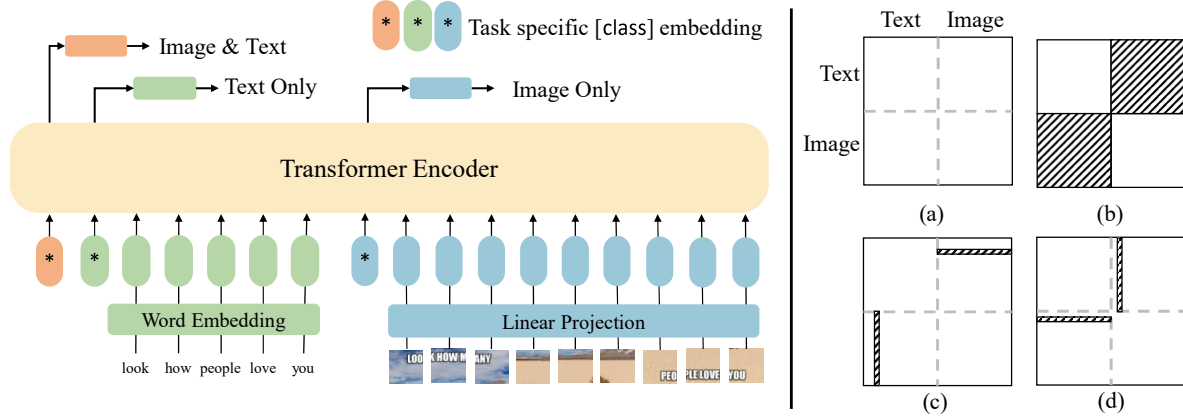 Task specific [class] embedding
Image & Text
Text Only
Image Only
Transformer Encoder
* * * * * *
Word Embedding
Linear Projection
look how people love you
LOOK HOW MANY
PEOPLE LOVE YOU
Text Image
Text
Image
(a)
(b)
(c)
(d)